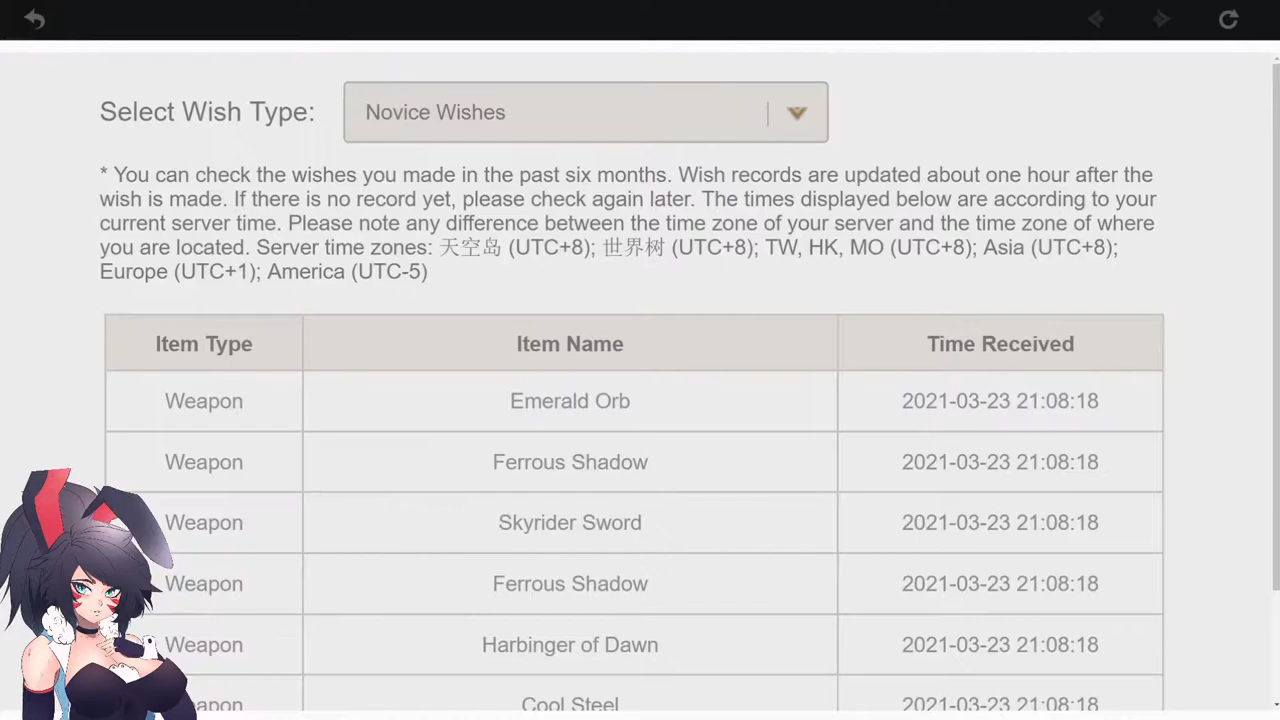 Select Wish Type: Novice Wishes
* You can check the wishes you made in the past six months. Wish records are updated about one hour after the
wish is made. If there is no record yet, please check again later. The times displayed below are according to your
current server time. Please note any difference between the time zone of your server and the time zone of where
you are located. Server time zones: 天空岛 (UTC+8); 世界树 (UTC+8); TW, HK, MO (UTC+8); Asia (UTC+8);
Europe (UTC+1); America (UTC-5)
Item Type Item Name Time Received
Weapon Emerald Orb 2021-03-23 21:08:18
Weapon Ferrous Shadow 2021-03-23 21:08:18
Weapon Skyrider Sword 2021-03-23 21:08:18
Weapon Ferrous Shadow 2021-03-23 21:08:18
Weapon Harbinger of Dawn 2021-03-23 21:08:18
Weapon Cool Steel 2021-03-23 21:08:18